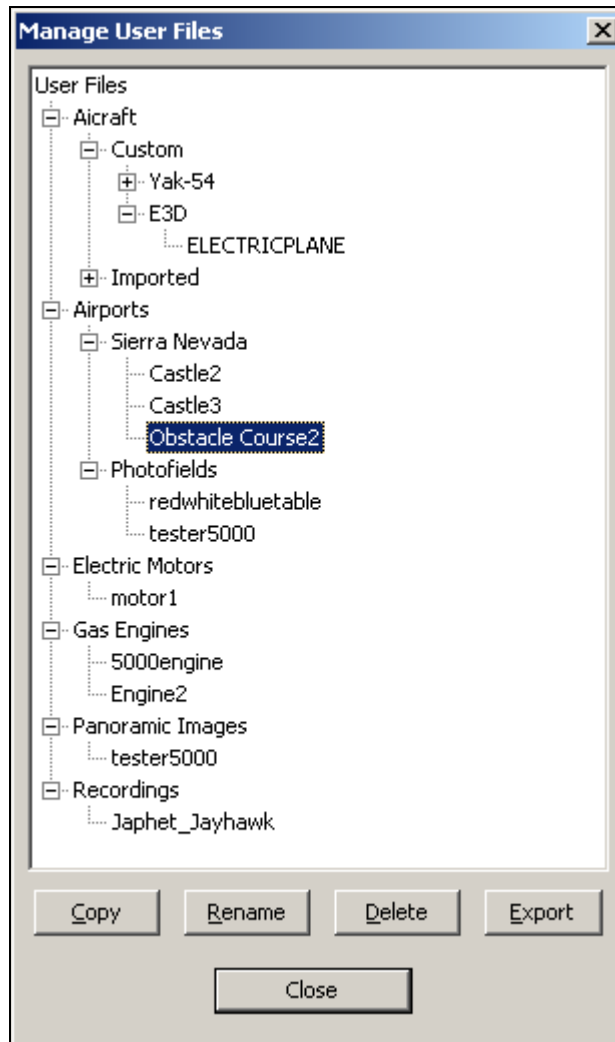 Manage User Files
User Files
Aicraft
Custom
Yak-54
E3D
ELECTRICPLANE
Imported
Airports
Sierra Nevada
Castle2
Castle3
Obstacle Course2
Photofields
redwhitebluetable
tester5000
Electric Motors
motor1
Gas Engines
5000engine
Engine2
Panoramic Images
tester5000
Recordings
Japhet_Jayhawk
Copy Rename Delete Export
Close